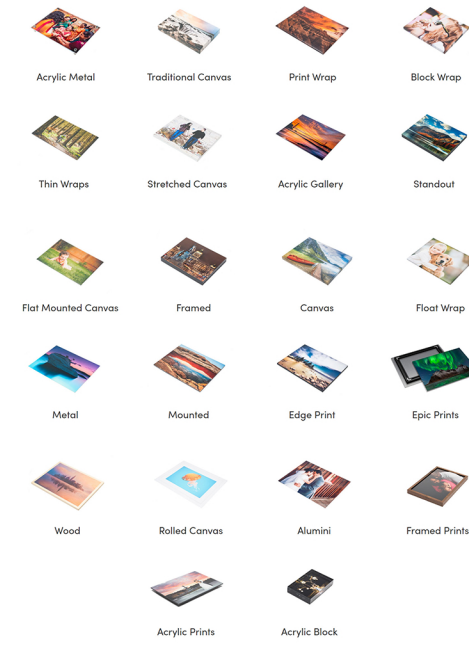 Acrylic Metal
Traditional Canvas
Print Wrap
Block Wrap
Thin Wraps
Stretched Canvas
Acrylic Gallery
Standout
Flat Mounted Canvas
Framed
Canvas
Float Wrap
Metal
Mounted
Edge Print
Epic Prints
Wood
Rolled Canvas
Alumini
Framed Prints
Acrylic Prints
Acrylic Block